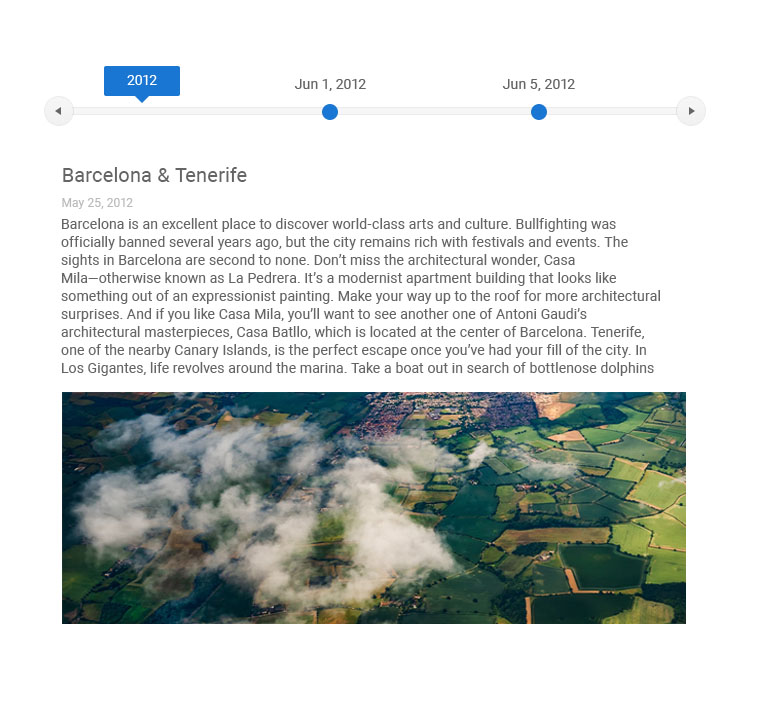 2012
Jun 1, 2012
Jun 5, 2012
Barcelona & Tenerife
May 25, 2012
Barcelona is an excellent place to discover world-class arts and culture. Bullfighting was
officially banned several years ago, but the city remains rich with festivals and events. The
sights in Barcelona are second to none. Don’t miss the architectural wonder, Casa
Mila—otherwise known as La Pedrera. It’s a modernist apartment building that looks like
something out of an expressionist painting. Make your way up to the roof for more architectural
surprises. And if you like Casa Mila, you’ll want to see another one of Antoni Gaudi’s
architectural masterpieces, Casa Batllo, which is located at the center of Barcelona. Tenerife,
one of the nearby Canary Islands, is the perfect escape once you’ve had your fill of the city. In
Los Gigantes, life revolves around the marina. Take a boat out in search of bottlenose dolphins